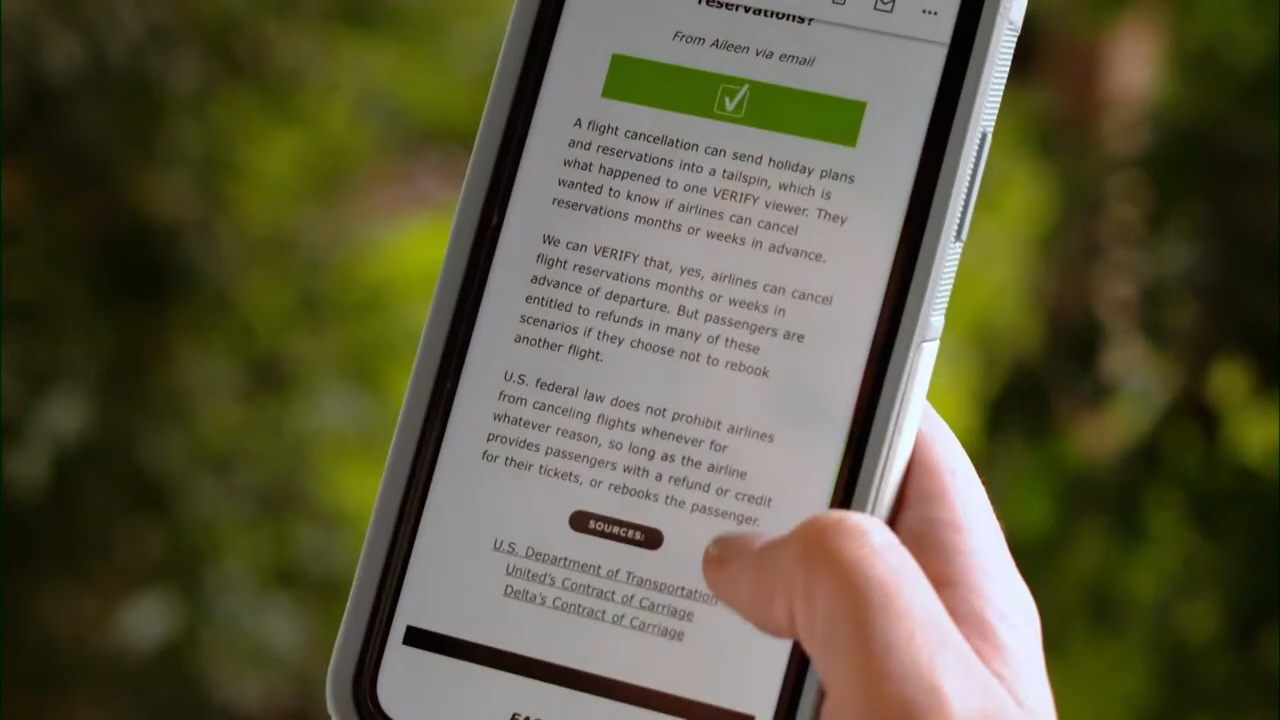 reservations?
From Aileen via email
A flight cancellation can send holiday plans
and reservations into a tailspin, which is
what happened to one VERIFY viewer. They
wanted to know if airlines can cancel
reservations months or weeks in advance.
We can VERIFY that, yes, airlines can cancel
flight reservations months or weeks in
advance of departure. But passengers are
entitled to refunds in many of these
scenarios if they choose not to rebook
another flight.
U.S. federal law does not prohibit airlines
from canceling flights whenever for
whatever reason, so long as the airline
provides passengers with a refund or credit
for their tickets, or rebooks the passenger.
SOURCES:
U.S. Department of Transportation
United's Contract of Carriage
Delta's Contract of Carriage